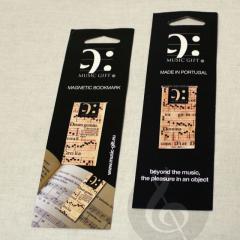 MUSIC GIFT
MAGNETIC BOOKMARK
www.music-gift.eu
MUSIC GIFT
MADE IN PORTUGAL
Domine
beyond the music,
the pleasure in an object